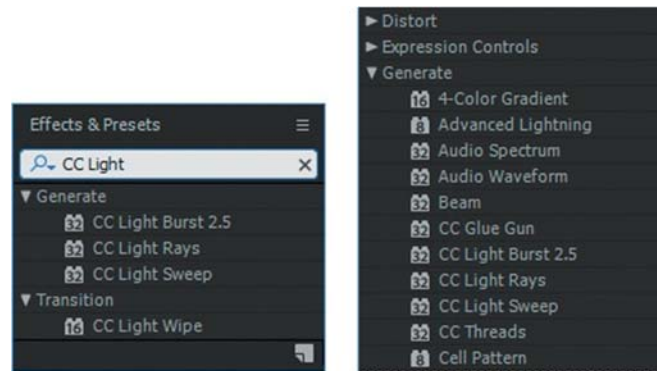 Effects & Presets
CC Light
Generate
32 CC Light Burst 2.5
32 CC Light Rays
32 CC Light Sweep
Transition
16 CC Light Wipe
Distort
Expression Controls
Generate
16 4-Color Gradient
8 Advanced Lightning
32 Audio Spectrum
32 Audio Waveform
32 Beam
32 CC Glue Gun
32 CC Light Burst 2.5
32 CC Light Rays
32 CC Light Sweep
32 CC Threads
8 Cell Pattern